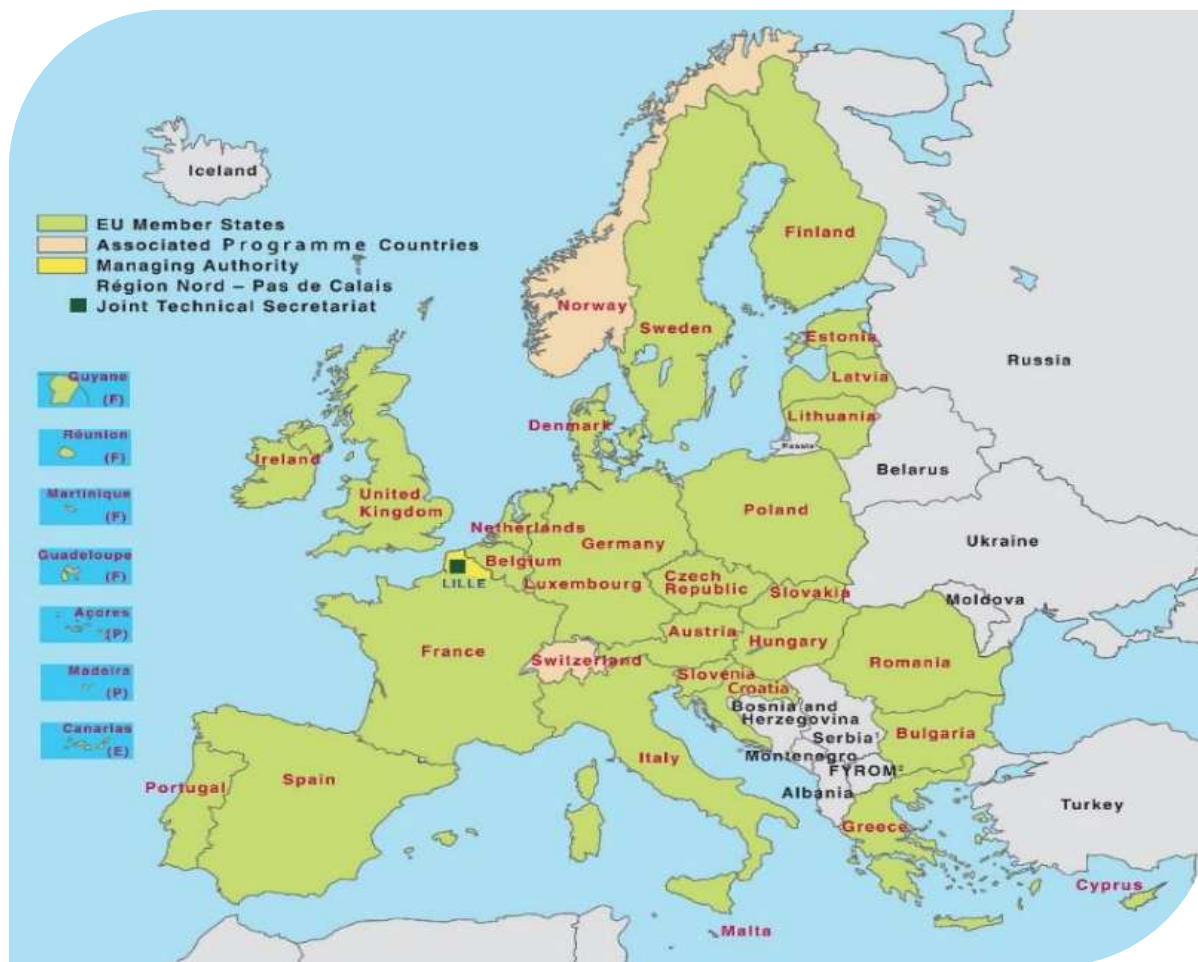 Iceland
EU Member States
Associated Programme Countries
Managing Authority
Région Nord – Pas de Calais
Joint Technical Secretariat
Finland
Norway
Sweden
Estonia
Russia
Latvia
Lithuania
Russia
Denmark
Belarus
Guyane
(F)
Réunion
(F)
Martinique
(F)
Guadeloupe
(F)
Açores
(P)
Madeira
(P)
Canarias
(E)
Ireland
United
Kingdom
Netherlands
Poland
Germany
Ukraine
Belgium
LILLE
Luxembourg
Czech
Republic
Slovakia
Moldova
Austria
Hungary
France
Switzerland
Romania
Slovenia
Croatia
Bosnia and
Herzegovina
Serbia¹
Bulgaria
Montenegro
Italy
FYROM²
Albania
Portugal
Spain
Turkey
Greece
Cyprus
Malta